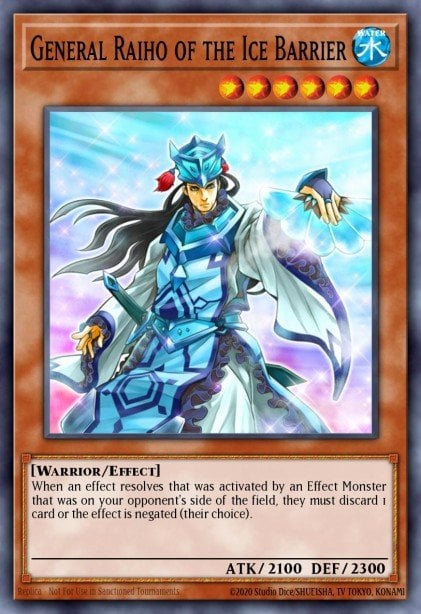 General Raiho of the Ice Barrier
WATER
水
[Warrior/Effect]
When an effect resolves that was activated by an Effect Monster
that was on your opponent's side of the field, they must discard 1
card or the effect is negated (their choice).
ATK/2100 DEF/2300
Replica - Not For Use in Sanctioned Tournaments
©2020 Studio Dice/SHUEISHA, TV TOKYO, KONAMI